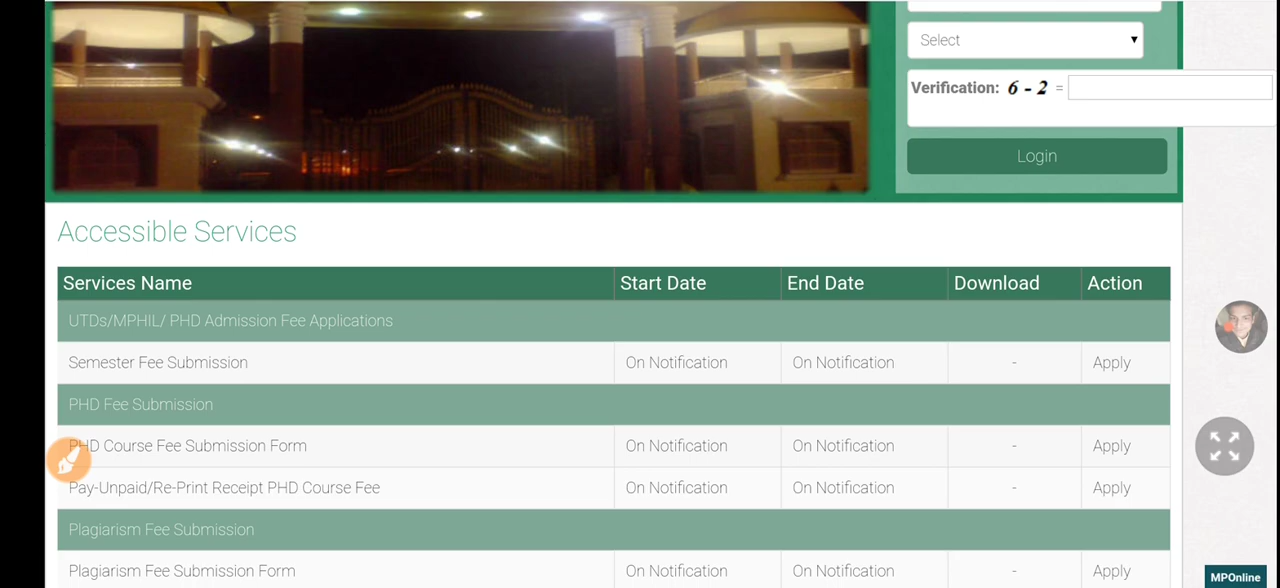 Select
Verification: 6 - 2 =
Login
Accessible Services
Services Name Start Date End Date Download Action
UTDs/MPHIL/ PHD Admission Fee Applications
Semester Fee Submission On Notification On Notification - Apply
PHD Fee Submission
PHD Course Fee Submission Form On Notification On Notification - Apply
Pay-Unpaid/Re-Print Receipt PHD Course Fee On Notification On Notification - Apply
Plagiarism Fee Submission
Plagiarism Fee Submission Form On Notification On Notification - Apply
MPOnline